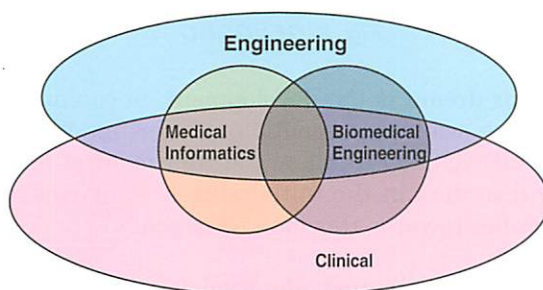 Engineering
Medical
Informatics
Biomedical
Engineering
Clinical